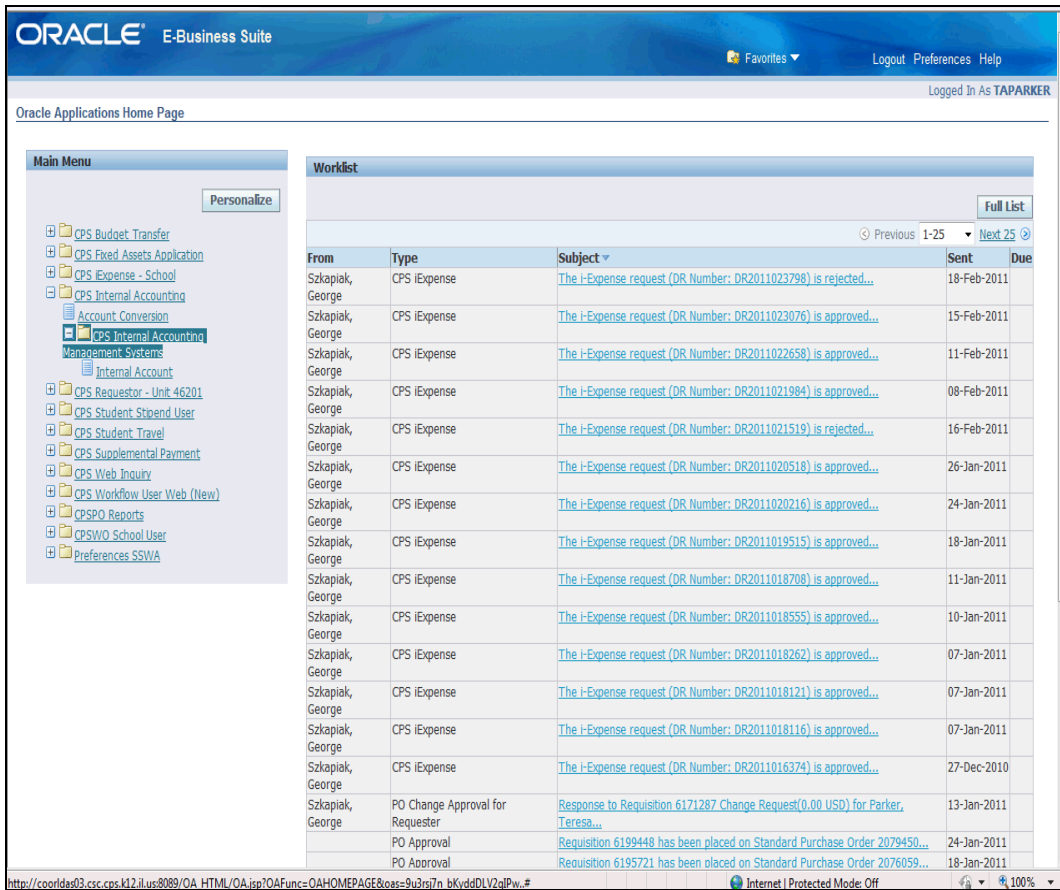 ORACLE® E-Business Suite
Favorites Logout Preferences Help
Logged In As TAPARKER
Oracle Applications Home Page
Main Menu
Personalize
CPS Budget Transfer
CPS Fixed Assets Application
CPS iExpense - School
CPS Internal Accounting
Account Conversion
CPS Internal Accounting
Management Systems
Internal Account
CPS Requestor - Unit 46201
CPS Student Stipend User
CPS Student Travel
CPS Supplemental Payment
CPS Web Inquiry
CPS Workflow User Web (New)
CPSPO Reports
CPSWO School User
Preferences SSWA
Worklist
Full List
Previous 1-25 Next 25
From Type Subject Sent Due
Szkapiak, CPS iExpense The i-Expense request (DR Number: DR2011023798) is rejected... 18-Feb-2011
George
Szkapiak, CPS iExpense The i-Expense request (DR Number: DR2011023076) is approved... 15-Feb-2011
George
Szkapiak, CPS iExpense The i-Expense request (DR Number: DR2011022658) is approved... 11-Feb-2011
George
Szkapiak, CPS iExpense The i-Expense request (DR Number: DR2011021984) is approved... 08-Feb-2011
George
Szkapiak, CPS iExpense The i-Expense request (DR Number: DR2011021519) is rejected... 16-Feb-2011
George
Szkapiak, CPS iExpense The i-Expense request (DR Number: DR2011020518) is approved... 26-Jan-2011
George
Szkapiak, CPS iExpense The i-Expense request (DR Number: DR2011020216) is approved... 24-Jan-2011
George
Szkapiak, CPS iExpense The i-Expense request (DR Number: DR2011019515) is approved... 18-Jan-2011
George
Szkapiak, CPS iExpense The i-Expense request (DR Number: DR2011018708) is approved... 11-Jan-2011
George
Szkapiak, CPS iExpense The i-Expense request (DR Number: DR2011018555) is approved... 10-Jan-2011
George
Szkapiak, CPS iExpense The i-Expense request (DR Number: DR2011018262) is approved... 07-Jan-2011
George
Szkapiak, CPS iExpense The i-Expense request (DR Number: DR2011018121) is approved... 07-Jan-2011
George
Szkapiak, CPS iExpense The i-Expense request (DR Number: DR2011018116) is approved... 07-Jan-2011
George
Szkapiak, CPS iExpense The i-Expense request (DR Number: DR2011016374) is approved... 27-Dec-2010
George
Szkapiak, PO Change Approval for Response to Requisition 6171287 Change Request(0.00 USD) for Parker, 13-Jan-2011
George Requester Teresa...
PO Approval Requisition 6199448 has been placed on Standard Purchase Order 2079450... 24-Jan-2011
PO Approval Requisition 6195721 has been placed on Standard Purchase Order 2076059... 18-Jan-2011
http://coorldas03.csc.cps.k12.il.us:8089/OA_HTML/OA.jsp?OAFunc=OAHOMEPAGE&oas=9u3rsj7n_bKyddDLV2qIPw..# Internet | Protected Mode: Off 100%